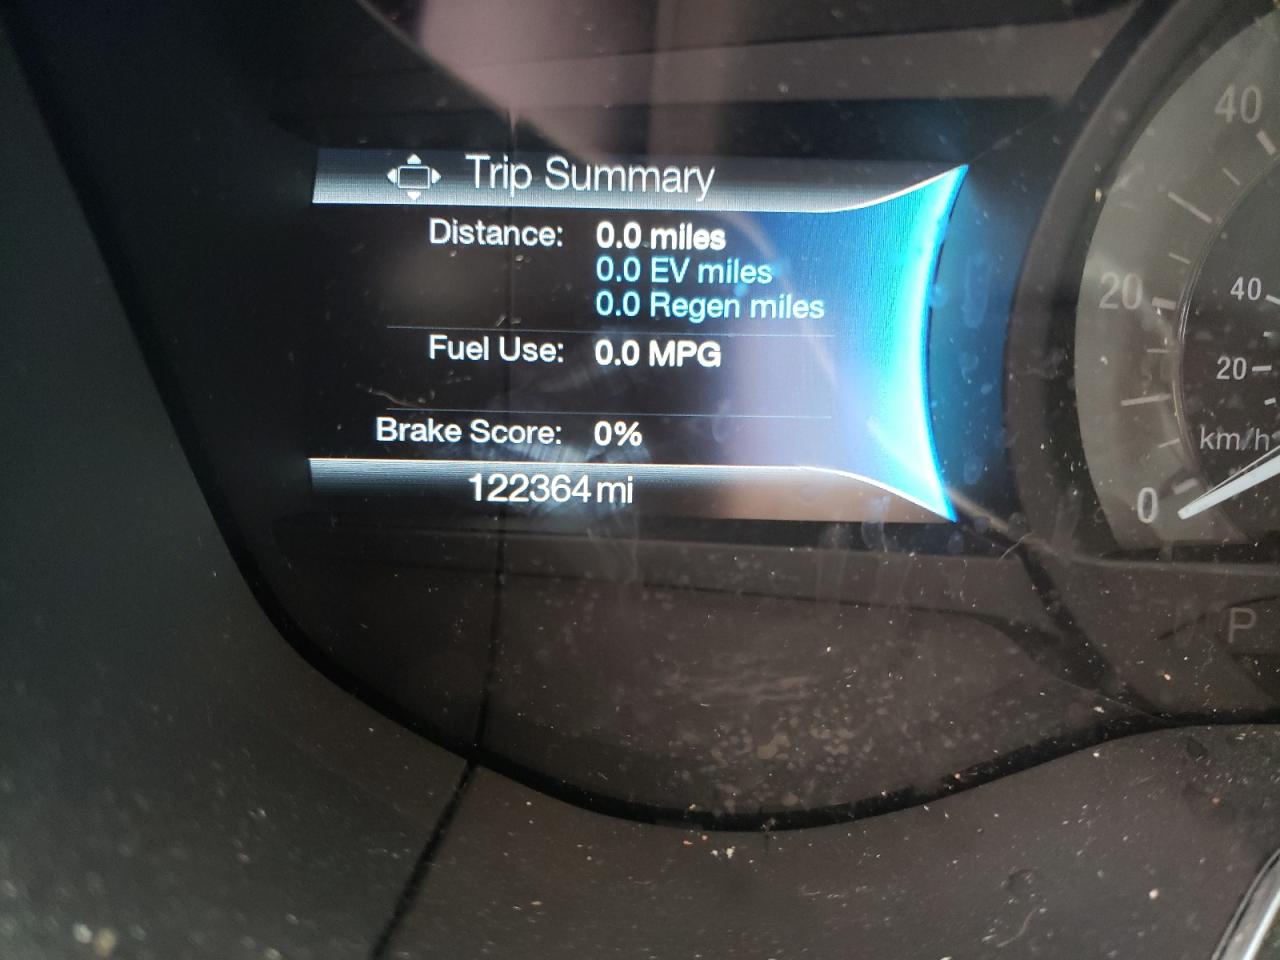 Trip Summary
Distance: 0.0 miles
0.0 EV miles
0.0 Regen miles
Fuel Use: 0.0 MPG
Brake Score: 0%
122364 mi
40
20
0
40
20
km/h
P